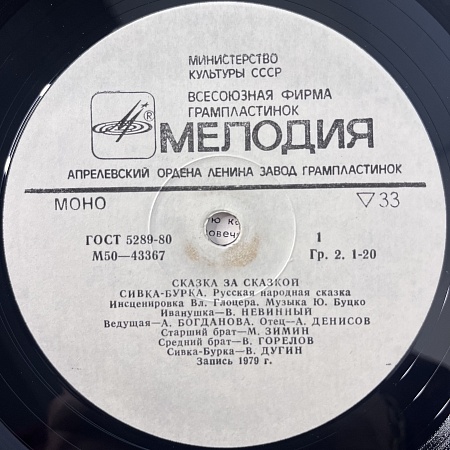 МИНИСТЕРСТВО
КУЛЬТУРЫ СССР
ВСЕСОЮЗНАЯ ФИРМА
ГРАМПЛАСТИНОК
®
МЕЛОДИЯ
АПРЕЛЕВСКИЙ ОРДЕНА ЛЕНИНА ЗАВОД ГРАМПЛАСТИНОК
МОНО ▽33
ГОСТ 5289-80 1
М50—43367 Гр. 2. 1-20
СКАЗКА ЗА СКАЗКОЙ
СИВКА-БУРКА. Русская народная сказка
Инсценировка Вл. Глоцера. Музыка Ю. Буцко
Иванушка—В. НЕВИННЫЙ
Ведущая—А. БОГДАНОВА. Отец—А. ДЕНИСОВ
Старший брат—М. ЗИМИН
Средний брат—В. ГОРЕЛОВ
Сивка-Бурка—В. ДУГИН
Запись 1979 г.